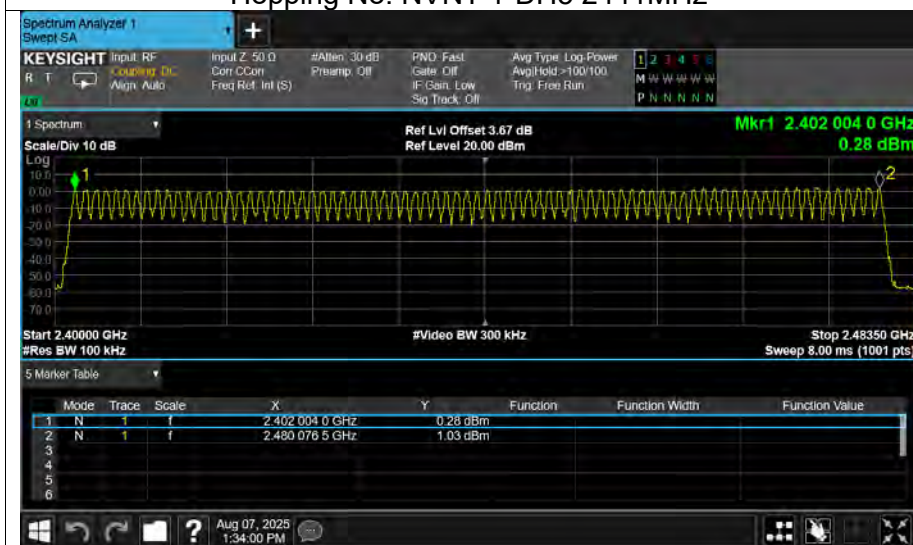 Spectrum Analyzer 1
Swept SA
+
KEYSIGHT Input: RF Input Z: 50 Ω #Atten: 30 dB PNO: Fast Avg Type: Log-Power 1 2 3 4 5 6
R T Coupling: DC Corr CCorr Preamp: Off Gate: Off Avg|Hold: >100/100 M W W W W W
Align: Auto Freq Ref: Int (S) IF Gain: Low Trig: Free Run
Sig Track: Off P N N N N N
1 Spectrum Ref Lvl Offset 3.67 dB Mkr1 2.402 004 0 GHz
Scale/Div 10 dB Ref Level 20.00 dBm 0.28 dBm
Log
10.0 1 2
0.00
-10.0
-20.0
-30.0
-40.0
-50.0
-60.0
-70.0
Start 2.40000 GHz #Video BW 300 kHz Stop 2.48350 GHz
#Res BW 100 kHz Sweep 8.00 ms (1001 pts)
5 Marker Table
Mode Trace Scale X Y Function Function Width Function Value
1 N 1 f 2.402 004 0 GHz 0.28 dBm
2 N 1 f 2.480 076 5 GHz 1.03 dBm
3
4
5
6
? Aug 07, 2025
1:34:00 PM